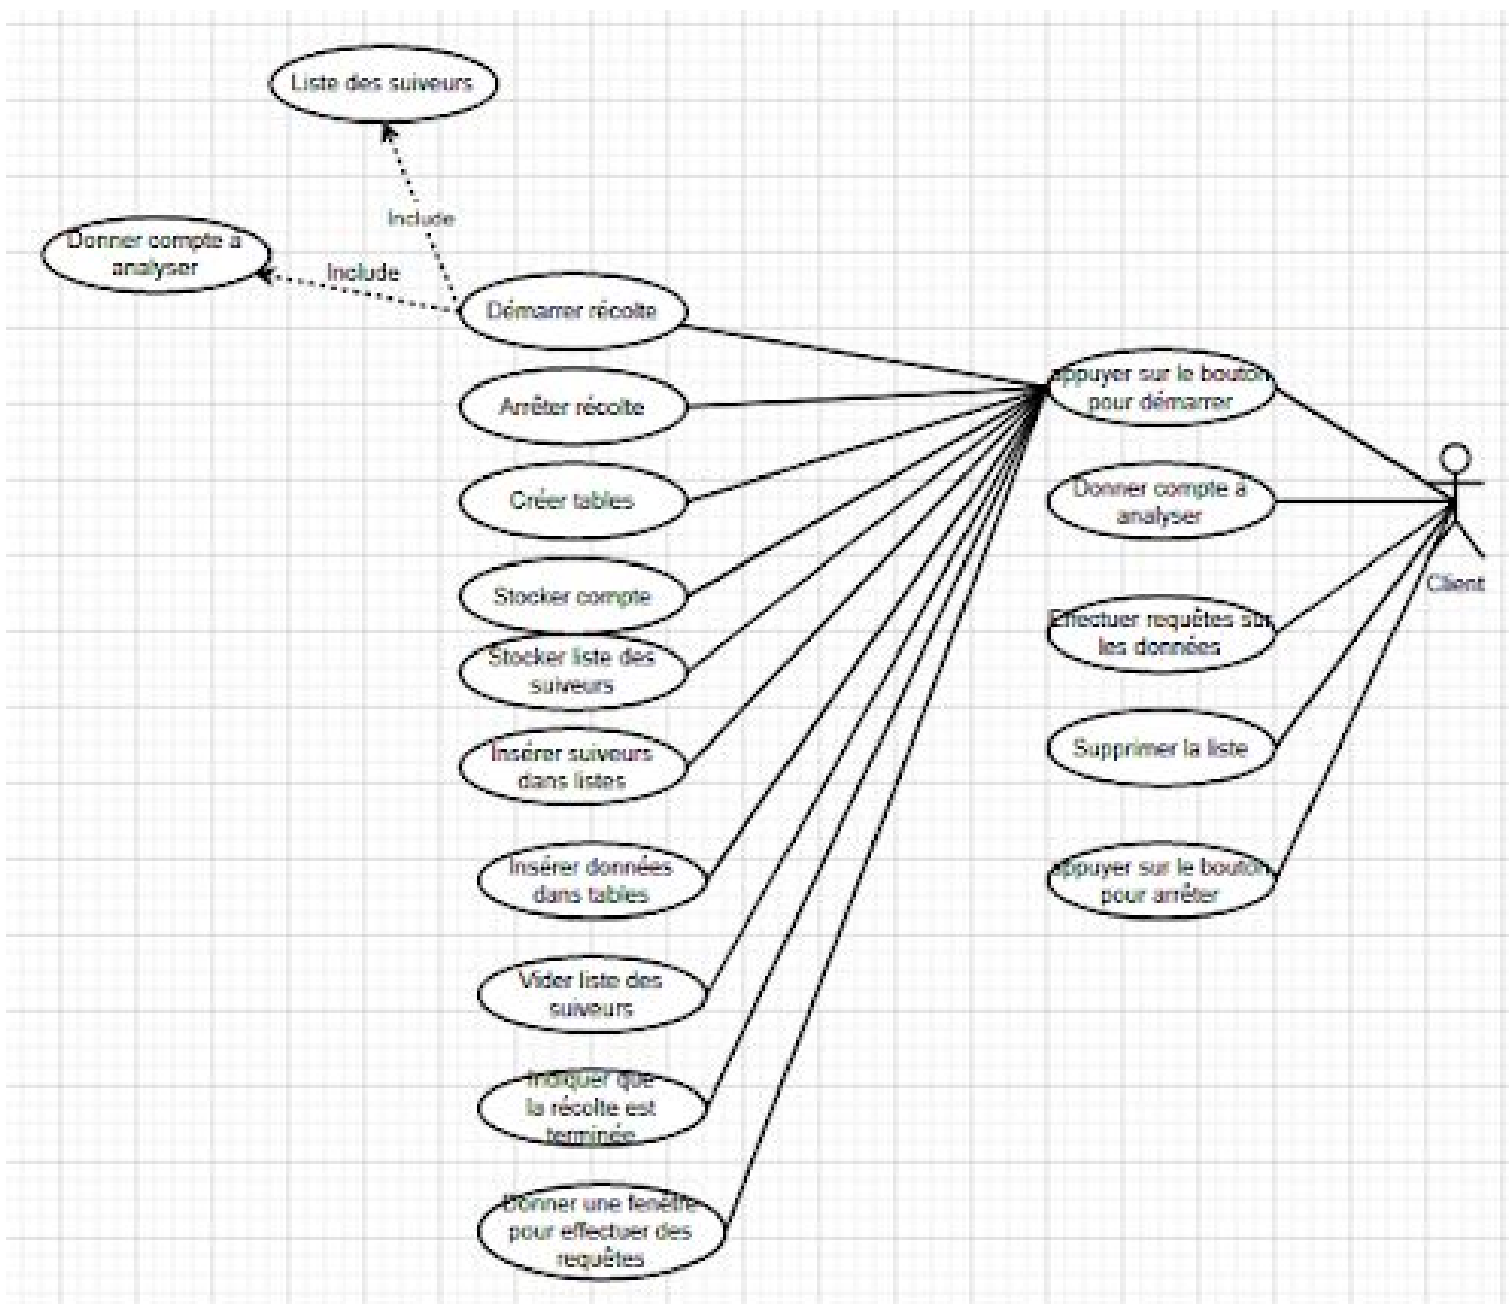 Liste des suiveurs
Include
Donner compte à
analyser
Include
Démarrer récolte
Arrêter récolte
Créer tables
Stocker compte
Stocker liste des
suiveurs
Insérer suiveurs
dans listes
Insérer données
dans tables
Vider liste des
suiveurs
Indiquer que
la récolte est
terminée
Donner une fenêtre
pour effectuer des
requêtes
appuyer sur le bouton
pour démarrer
Donner compte à
analyser
Effectuer requêtes sur
les données
Supprimer la liste
appuyer sur le bouton
pour arrêter
Client